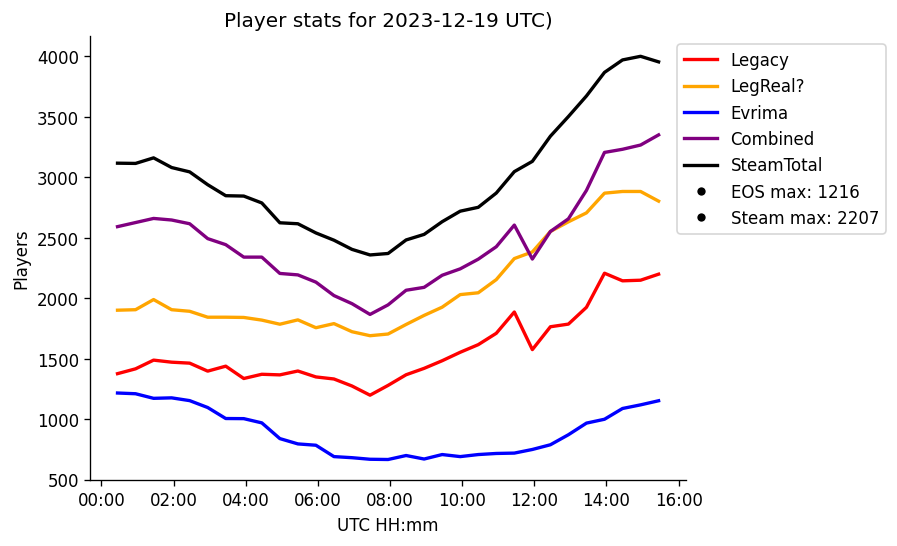 Player stats for 2023-12-19 UTC)
Players
4000
3500
3000
2500
2000
1500
1000
500
00:00 02:00 04:00 06:00 08:00 10:00 12:00 14:00 16:00
UTC HH:mm
Legacy
LegReal?
Evrima
Combined
SteamTotal
EOS max: 1216
Steam max: 2207